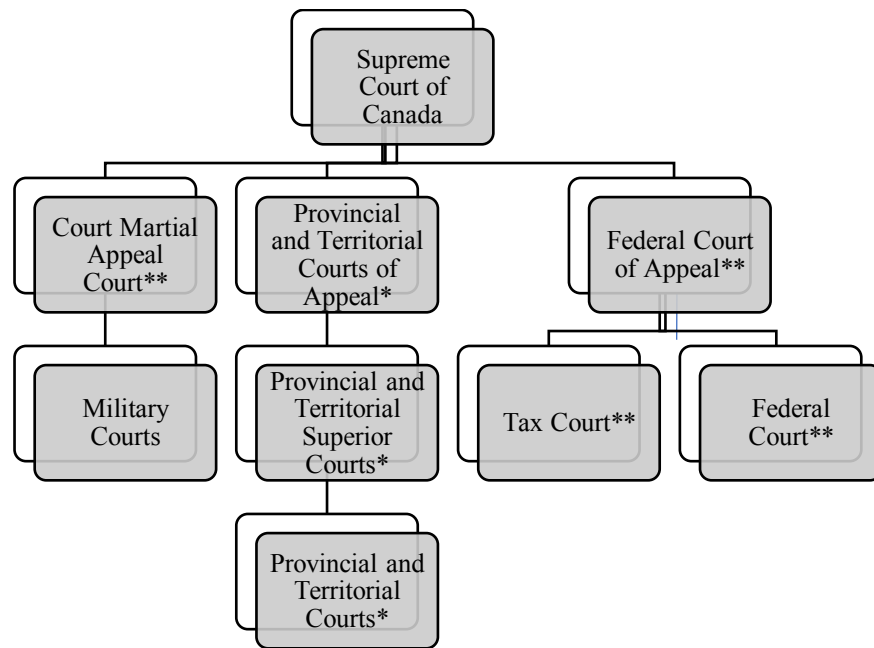 Supreme
Court of
Canada
Court Martial
Appeal
Court**
Provincial
and Territorial
Courts of
Appeal*
Federal Court
of Appeal**
Military
Courts
Provincial and
Territorial
Superior
Courts*
Tax Court**
Federal
Court**
Provincial and
Territorial
Courts*